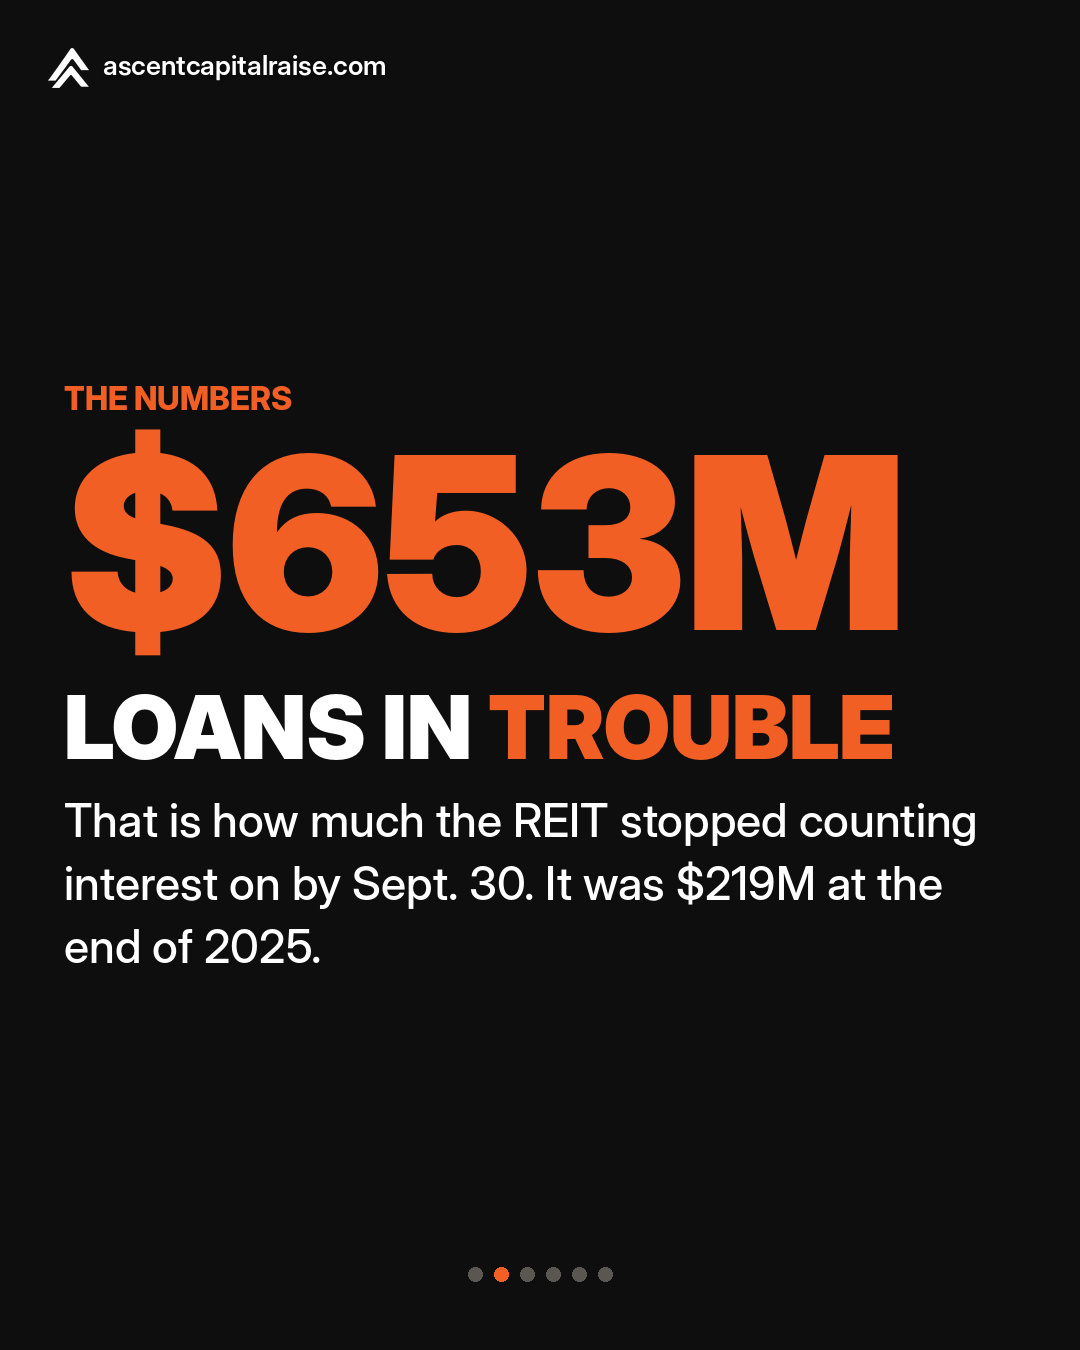 ascentcapitalraise.com
THE NUMBERS
$653M
LOANS IN TROUBLE
That is how much the REIT stopped counting
interest on by Sept. 30. It was $219M at the
end of 2025.